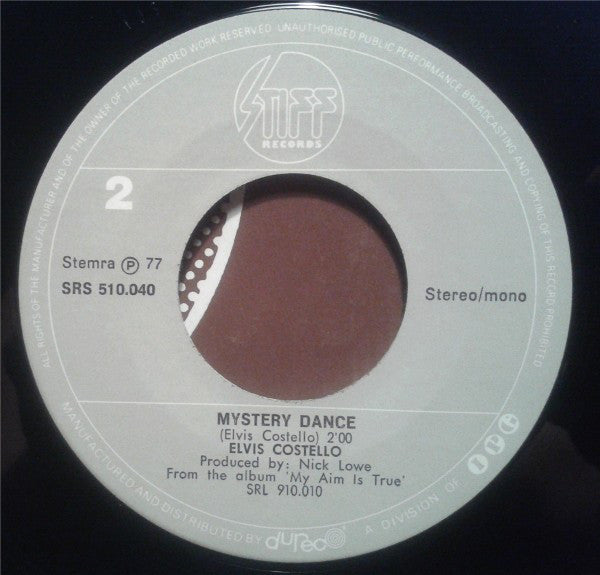 ALL RIGHTS OF THE MANUFACTURER AND OF THE OWNER OF THE RECORDED WORK RESERVED UNAUTHORISED PUBLIC PERFORMANCE BROADCASTING AND COPYING OF THIS RECORD PROHIBITED
STIFF
RECORDS
2
Stemra Ⓟ 77
SRS 510.040
Stereo/mono
MYSTERY DANCE
(Elvis Costello) 2'00
ELVIS COSTELLO
Produced by: Nick Lowe
From the album 'My Aim Is True'
SRL 910.010
MANUFACTURED AND DISTRIBUTED BY dureco A DIVISION OF